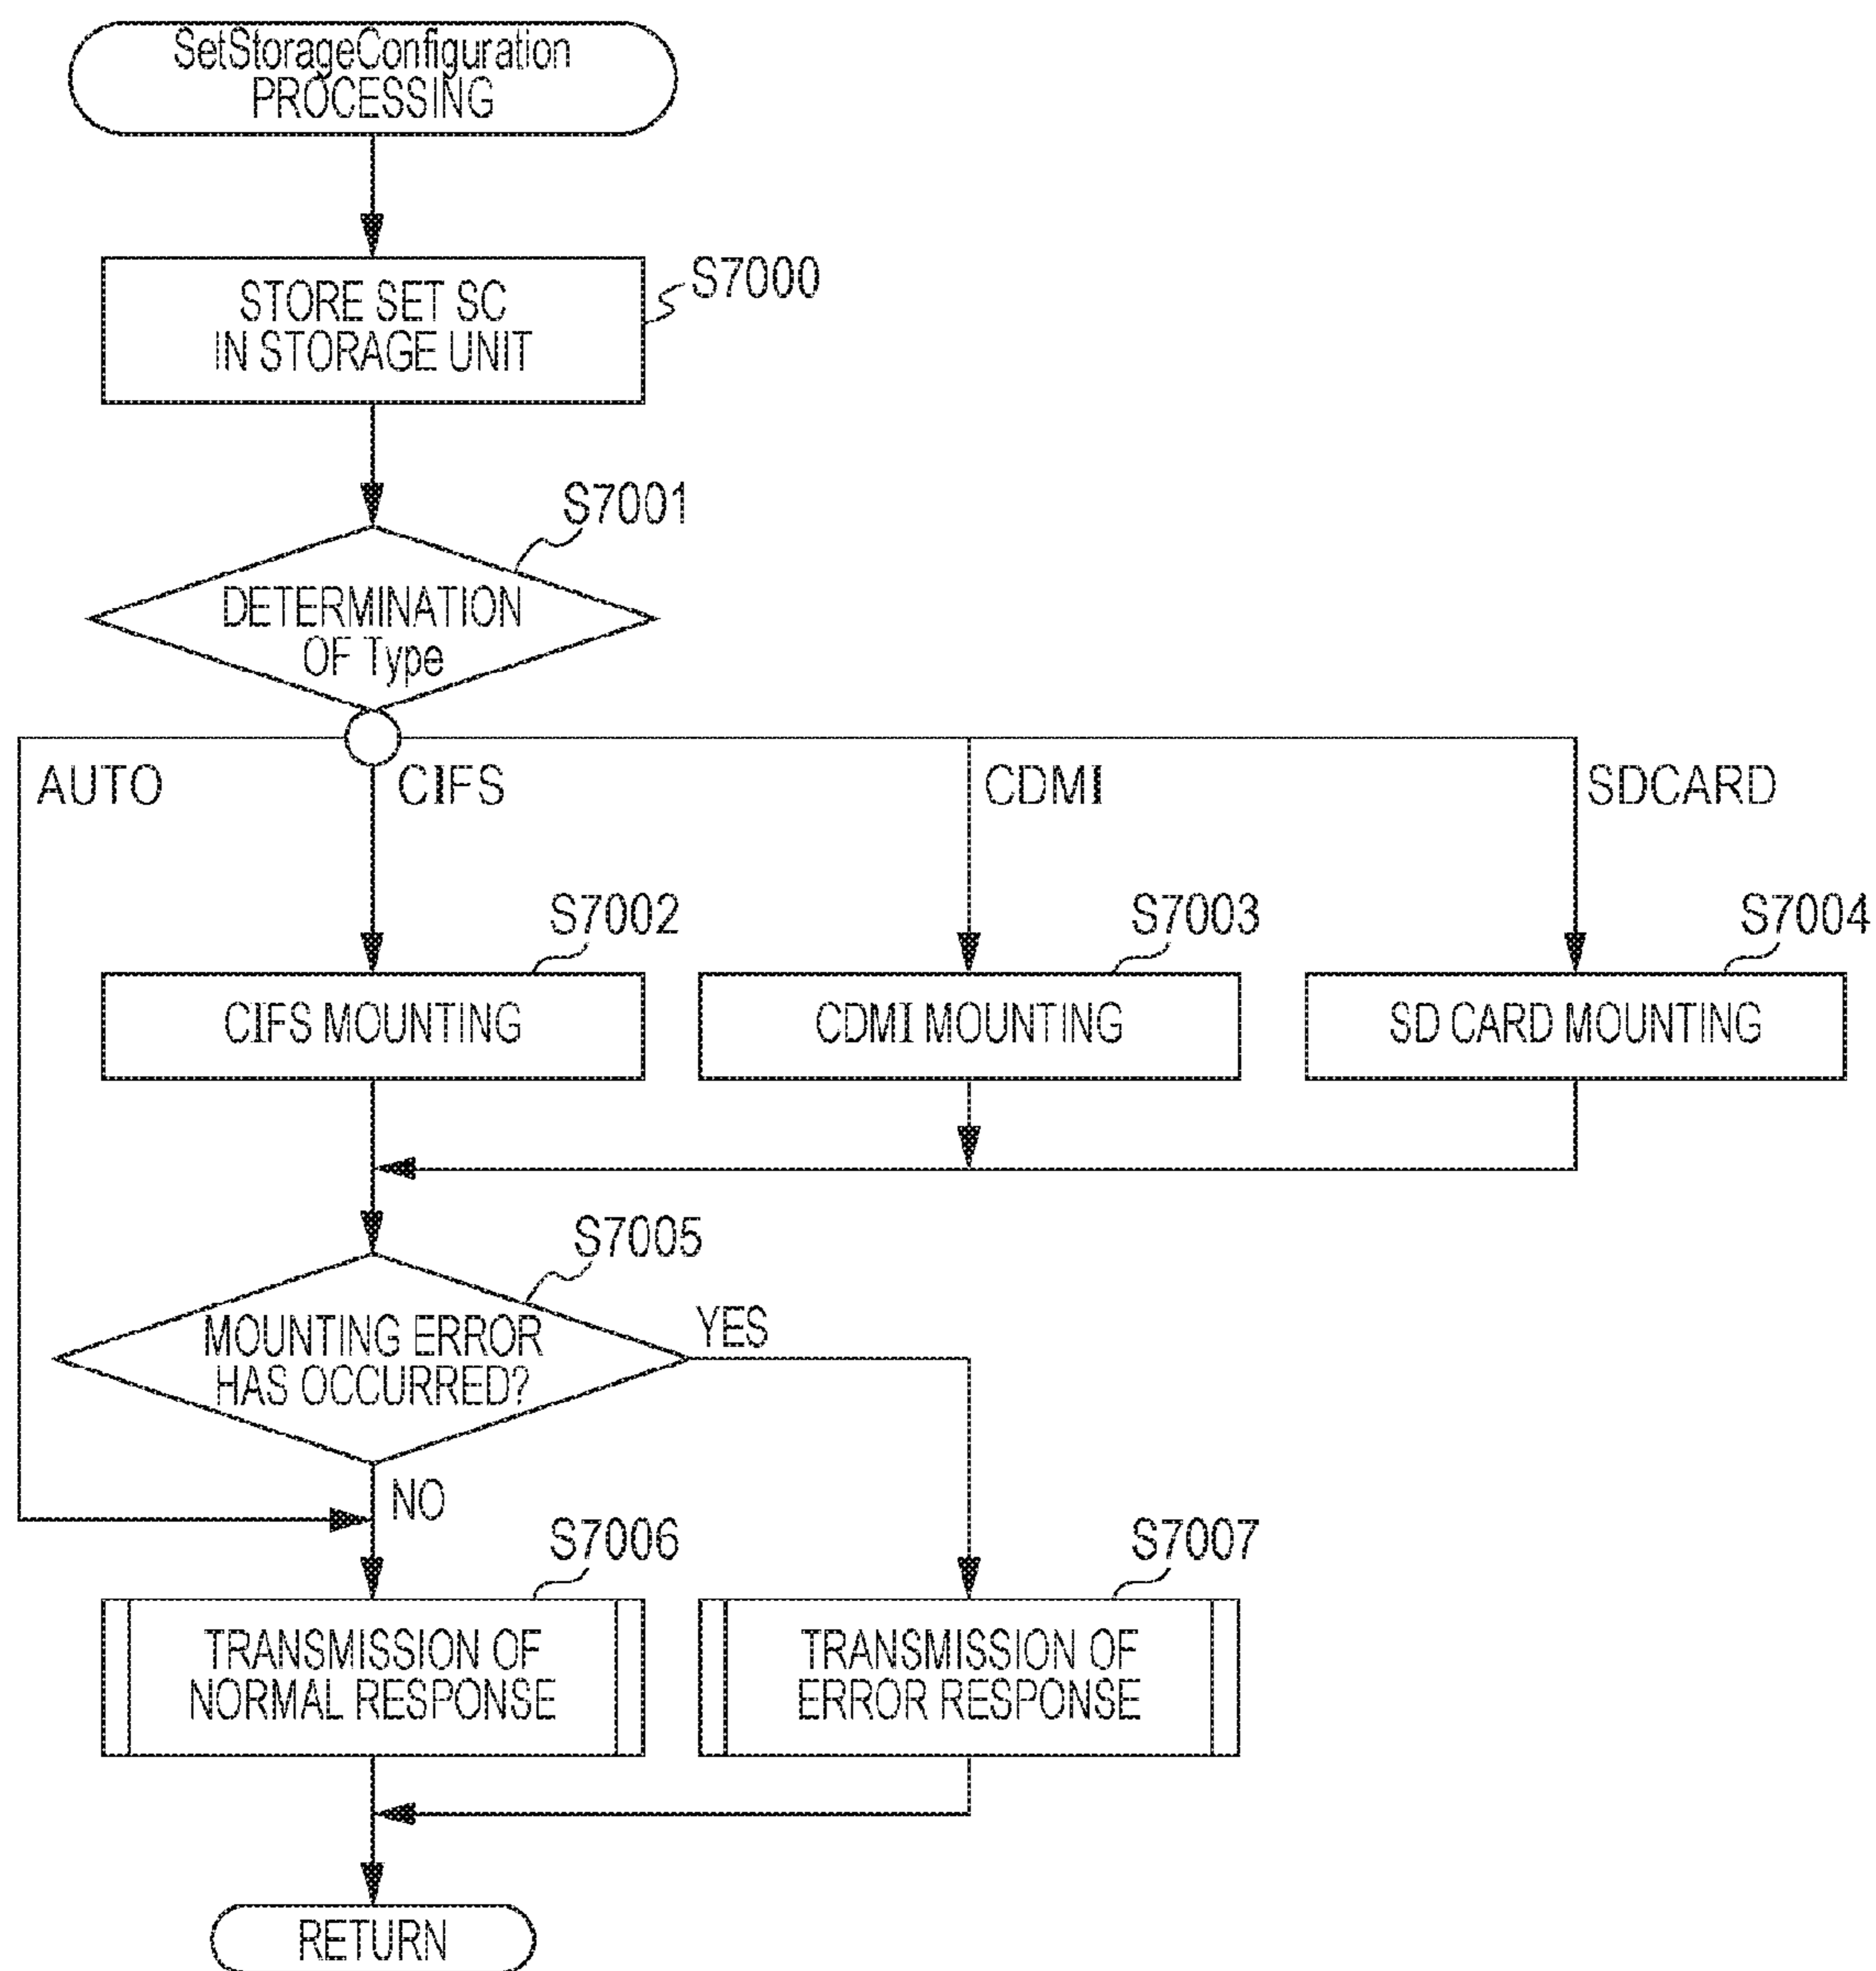 SetStorageConfiguration
PROCESSING
S7000
STORE SET SC
IN STORAGE UNIT
S7001
DETERMINATION
OF Type
AUTO
CIFS
CDMI
SDCARD
S7002
S7003
S7004
CIFS MOUNTING
CDMI MOUNTING
SD CARD MOUNTING
S7005
MOUNTING ERROR
HAS OCCURRED?
YES
NO
S7006
S7007
TRANSMISSION OF
NORMAL RESPONSE
TRANSMISSION OF
ERROR RESPONSE
RETURN